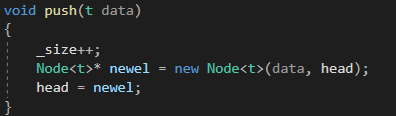 void push(t data)
{
    _size++;
    Node<t>* newel = new Node<t>(data, head);
    head = newel;
}